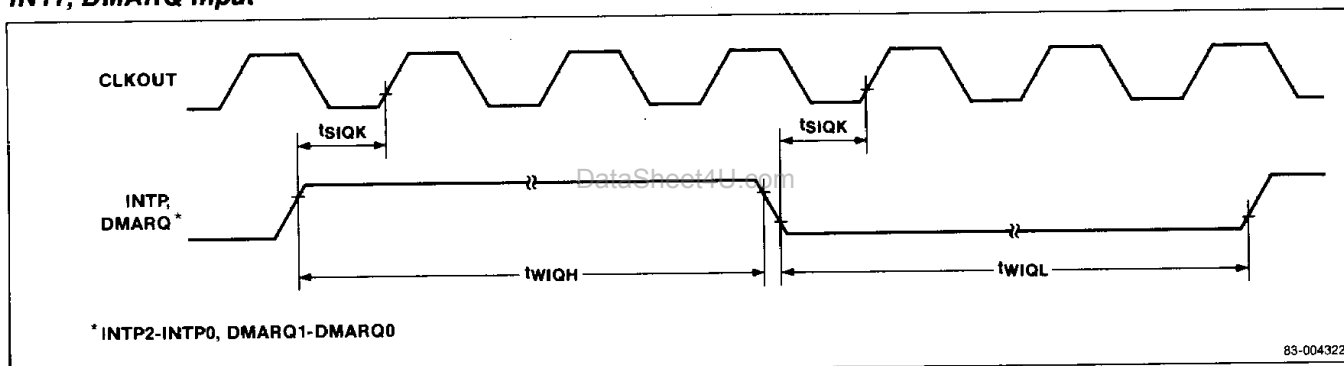 INTP, DMARQ Input
CLKOUT
tSIQK
tSIQK
DataSheet4U.com
INTP,
DMARQ*
tWIQH
tWIQL
* INTP2-INTP0, DMARQ1-DMARQ0
83-004322